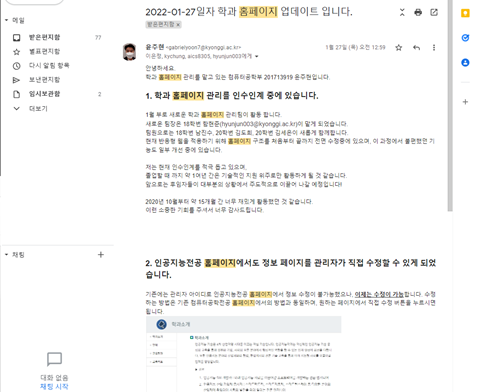 메일
받은편지함 77
별표편지함
다시 알림 항목
보낸편지함
임시보관함 21
더보기
채팅
대화 없음
채팅 시작
2022-01-27일자 학과 홈페이지 업데이트 입니다.
받은편지함 ×
윤주현 <gabrielyoon7@kyonggi.ac.kr>
1월 27일 (목) 오전 12:59
이은정, kychung, aics8305, hyunjun003에게
안녕하세요.
학과 홈페이지 관리를 맡고 있는 컴퓨터공학부 201713919 윤주현입니다.
1. 학과 홈페이지 관리를 인수인계 중에 있습니다.
1월 부로 새로운 학과 홈페이지 관리팀이 활동 합니다.
새로운 팀장은 18학번 함현준(hyunjun003@kyonggi.ac.kr)이 맡게 되었습니다.
팀원으로는 18학번 남진수, 20학번 김도희, 20학번 김세은이 새롭게 함께합니다.
현재 반응형 웹을 적용하기 위해 홈페이지 구조를 처음부터 끝까지 전면 수정중에 있으며, 이 과정에서 불편했던 기
능도 일부 개선 중에 있습니다.
저는 현재 인수인계를 적극 돕고 있으며,
졸업할 때 까지 약 1여년 간은 기술적인 지원 위주로만 활동하게 될 것 같습니다.
앞으로는 후임자들이 대부분의 상황에서 주도적으로 이끌어 나갈 예정입니다!
2020년 10월부터 약 15개월 간 너무 재밌게 활동했던 것 같습니다.
이런 소중한 기회를 주셔서 너무 감사드립니다.
2. 인공지능전공 홈페이지에서도 정보 페이지를 관리자가 직접 수정할 수 있게 되었
습니다.
기존에는 관리자 아이디로 인공지능전공 홈페이지에서 정보 수정이 불가능했으나, 이제는 수정이 가능합니다. 수정
하는 방법은 기존 컴퓨터공학전공 홈페이지에서의 방법과 동일하며, 원하는 페이지에서 직접 수정 버튼을 누르시면
됩니다.
학과소개
학과소개